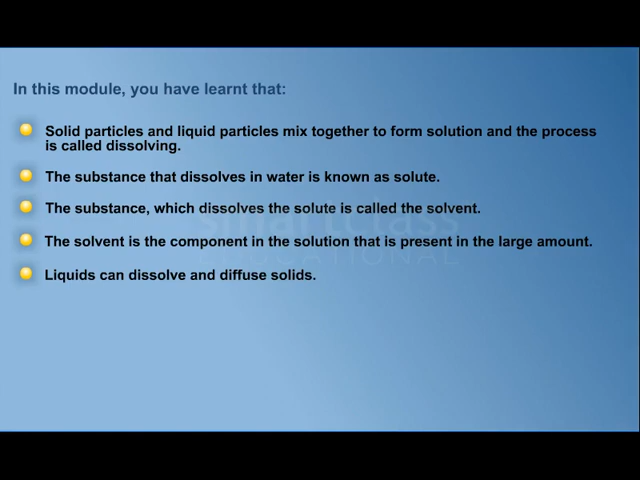 In this module, you have learnt that:
Solid particles and liquid particles mix together to form solution and the process
is called dissolving.
The substance that dissolves in water is known as solute.
The substance, which dissolves the solute is called the solvent.
smartclass
The solvent is the component in the solution that is present in the large amount.
EDUCATIONAL
Liquids can dissolve and diffuse solids.